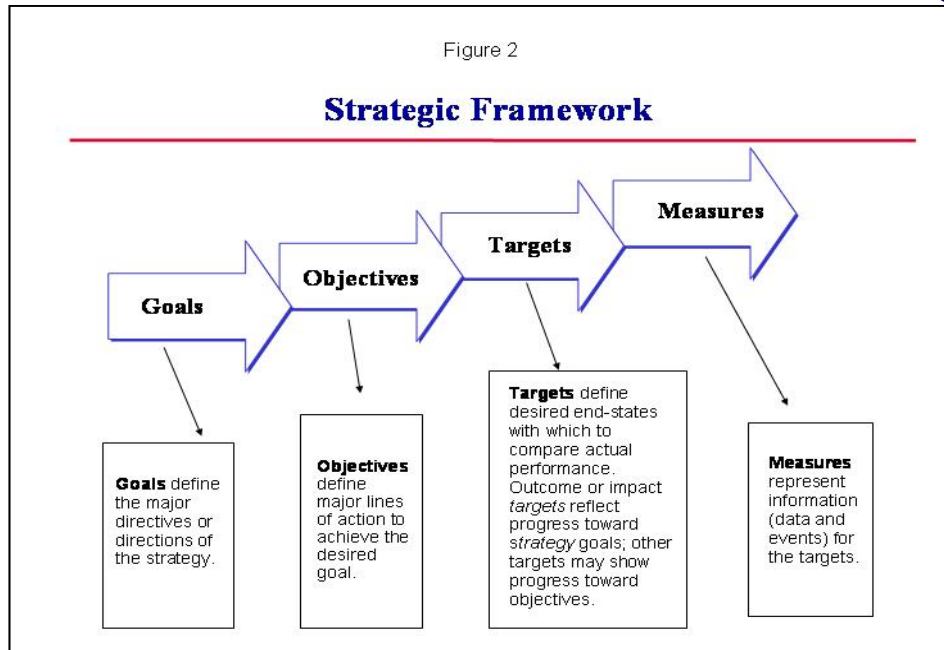 Figure 2
Strategic Framework
Goals
Objectives
Targets
Measures
Goals define
the major
directives or
directions of
of the strategy.
Objectives
define
major lines
of action to
achieve the
desired
goal.
Targets define
desired end-states
with which to
compare actual
performance.
Outcome or impact
targets reflect
progress toward
strategy goals; other
targets may show
progress toward
objectives.
Measures
represent
information
(data and
events) for
the targets.